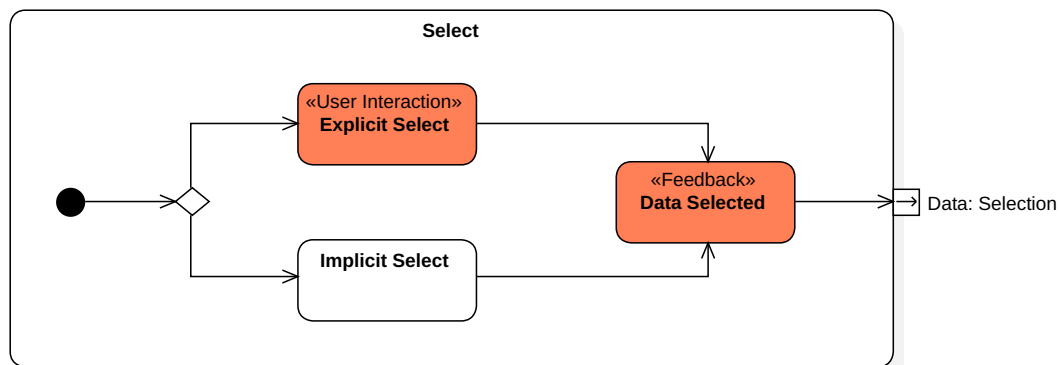 Select
«User Interaction»
Explicit Select
«Feedback»
Data Selected
Data: Selection
Implicit Select